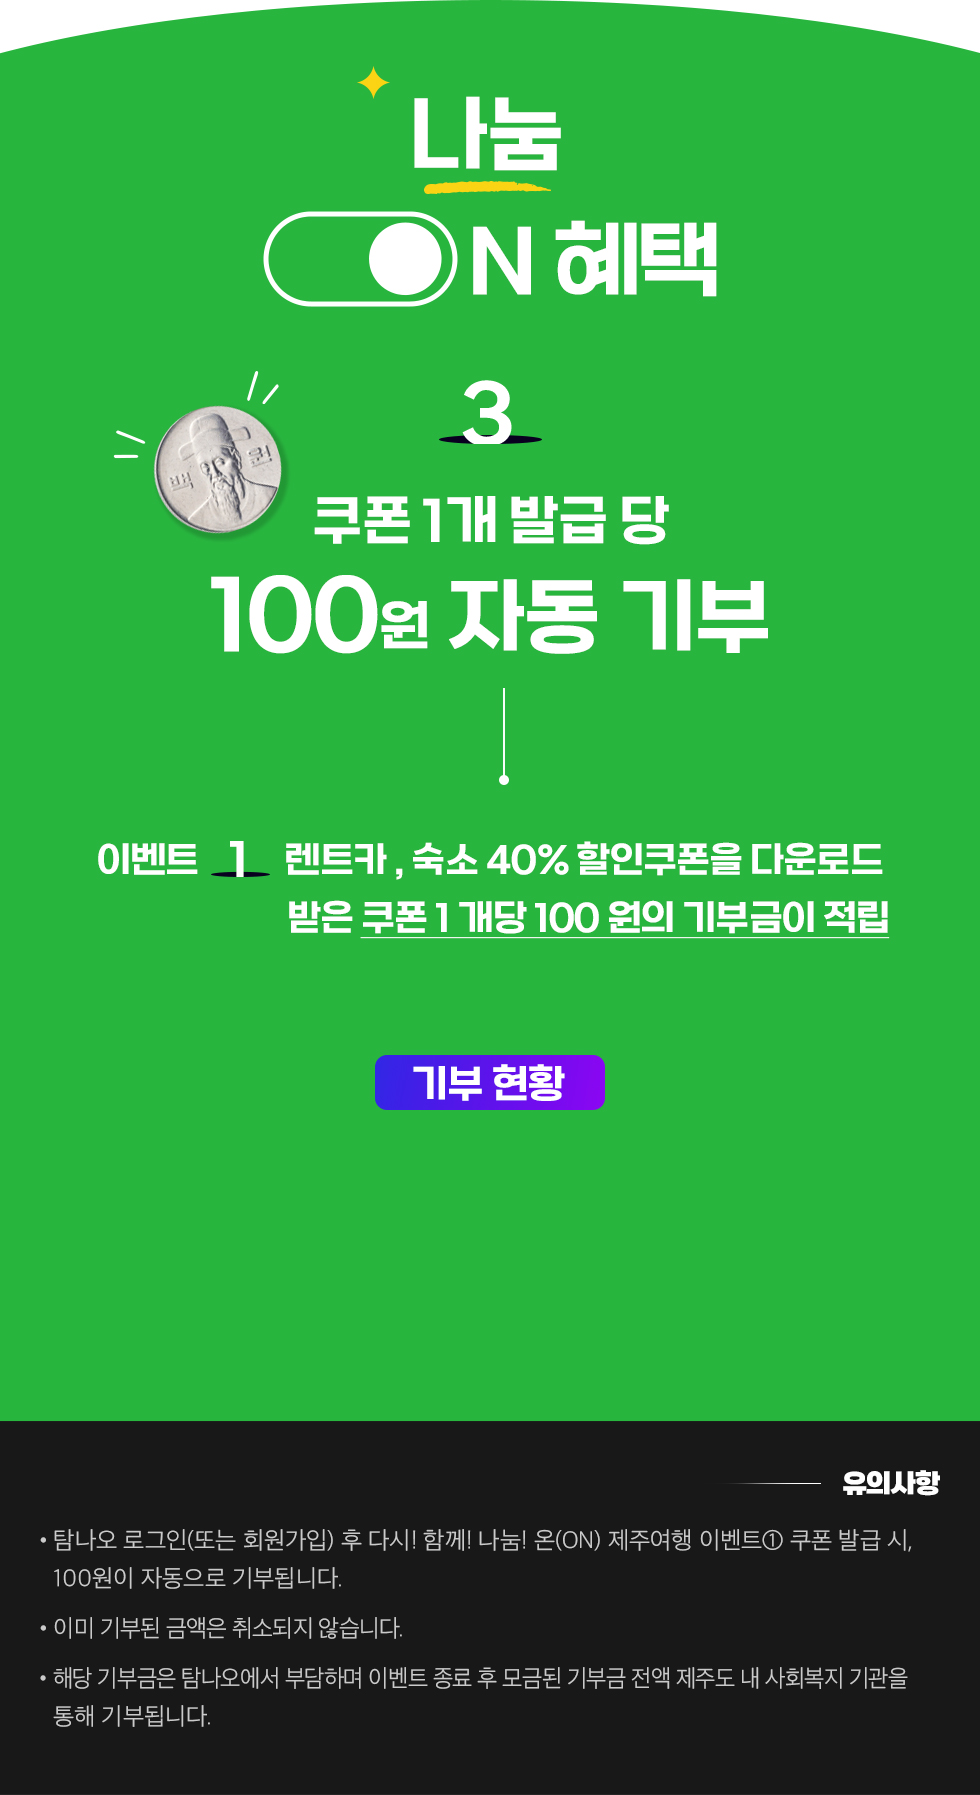 나눔
ON 혜택
3
백 원
쿠폰 1개 발급 당
100원 자동 기부
이벤트 1 렌트카 , 숙소 40% 할인쿠폰을 다운로드
받은 쿠폰 1 개당 100 원의 기부금이 적립
기부 현황
유의사항
• 탐나오 로그인(또는 회원가입) 후 다시! 함께! 나눔! 온(ON) 제주여행 이벤트① 쿠폰 발급 시,
100원이 자동으로 기부됩니다.
• 이미 기부된 금액은 취소되지 않습니다.
• 해당 기부금은 탐나오에서 부담하며 이벤트 종료 후 모금된 기부금 전액 제주도 내 사회복지 기관을
통해 기부됩니다.